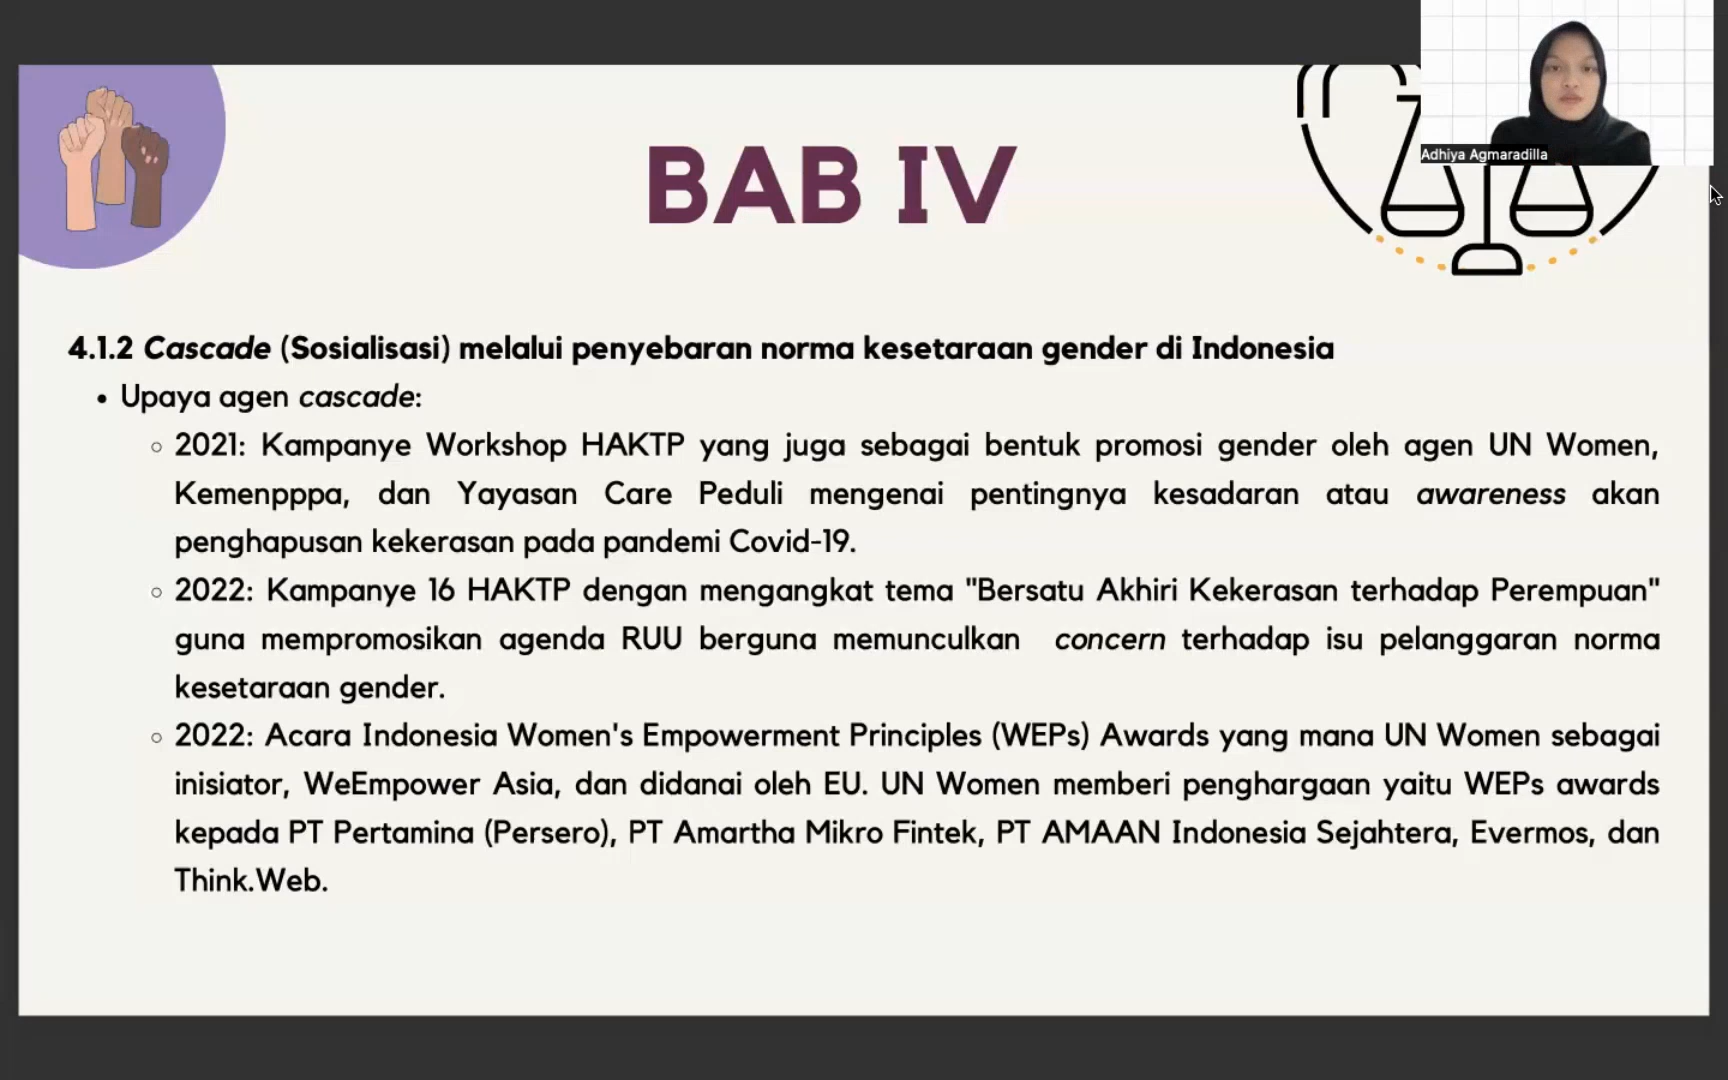 Adhiya Agmaradilla
BAB IV
4.1.2 Cascade (Sosialisasi) melalui penyebaran norma kesetaraan gender di Indonesia
• Upaya agen cascade:
○ 2021: Kampanye Workshop HAKTP yang juga sebagai bentuk promosi gender oleh agen UN Women,
Kemenpppa, dan Yayasan Care Peduli mengenai pentingnya kesadaran atau awareness akan
penghapusan kekerasan pada pandemi Covid-19.
○ 2022: Kampanye 16 HAKTP dengan mengangkat tema "Bersatu Akhiri Kekerasan terhadap Perempuan"
guna mempromosikan agenda RUU berguna memunculkan concern terhadap isu pelanggaran norma
kesetaraan gender.
○ 2022: Acara Indonesia Women's Empowerment Principles (WEPs) Awards yang mana UN Women sebagai
inisiator, WeEmpower Asia, dan didanai oleh EU. UN Women memberi penghargaan yaitu WEPs awards
kepada PT Pertamina (Persero), PT Amartha Mikro Fintek, PT AMAAN Indonesia Sejahtera, Evermos, dan
Think.Web.